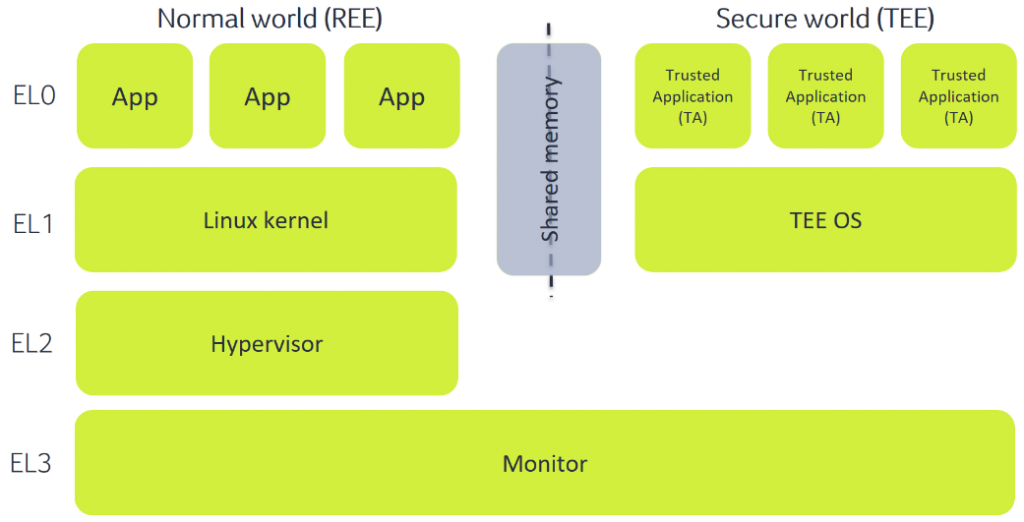 Normal world (REE)
Secure world (TEE)
EL0
App
App
App
Shared memory
Trusted
Application
(TA)
Trusted
Application
(TA)
Trusted
Application
(TA)
EL1
Linux kernel
TEE OS
EL2
Hypervisor
EL3
Monitor